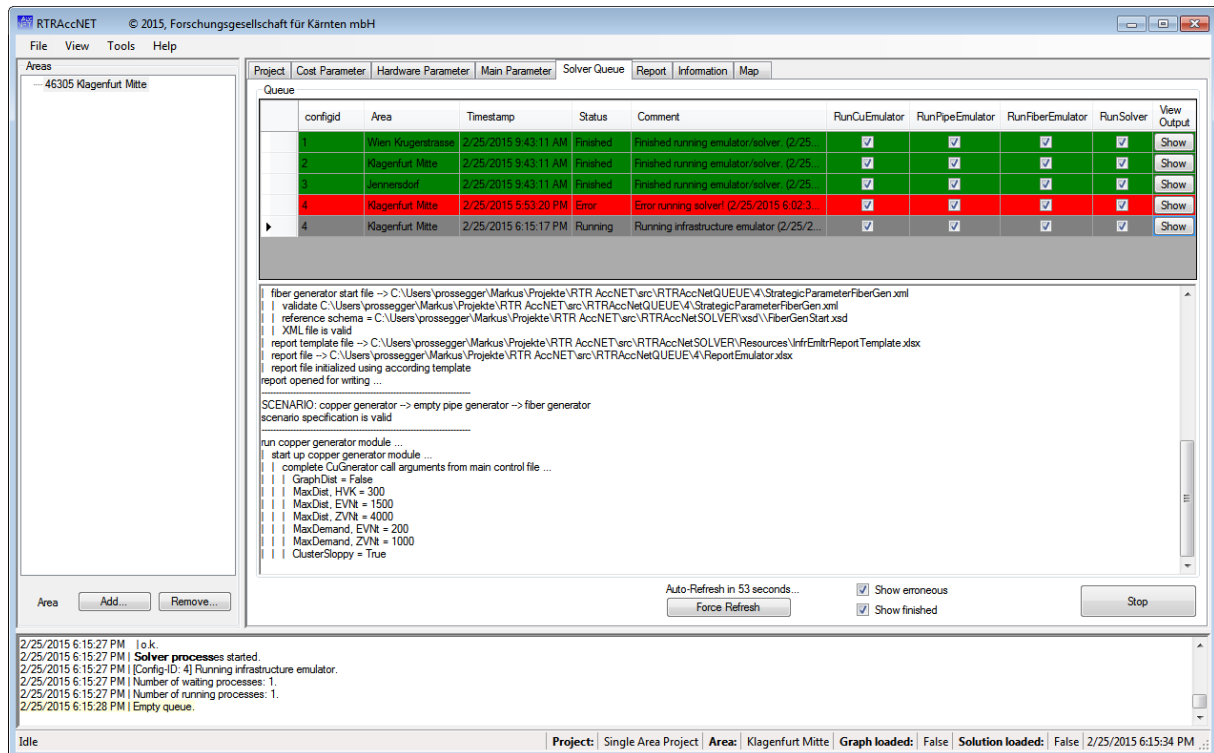 RTRAccNET © 2015, Forschungsgesellschaft für Kärnten mbH
File View Tools Help
Areas
46305 Klagenfurt Mitte
Project Cost Parameter Hardware Parameter Main Parameter Solver Queue Report Information Map
Queue
configid Area Timestamp Status Comment RunCuEmulator RunPipeEmulator RunFiberEmulator RunSolver View Output
1 Wien Krugenstrasse 2/25/2015 9:43:11 AM Finished Finished running emulator/solver. (2/25... Show
2 Klagenfurt Mitte 2/25/2015 9:43:11 AM Finished Finished running emulator/solver. (2/25... Show
3 Jennersdorf 2/25/2015 9:43:11 AM Finished Finished running emulator/solver. (2/25... Show
4 Klagenfurt Mitte 2/25/2015 5:53:20 PM Error Error running solver! (2/25/2015 6:02:3... Show
4 Klagenfurt Mitte 2/25/2015 6:15:17 PM Running Running infrastructure emulator (2/25/2... Show
| fiber generator start file --> C:\Users\prossegger\Markus\Projekte\RTR AccNET\src\RTRAccNetQUEUE\4\StrategicParameterFiberGen.xml
| | validate C:\Users\prossegger\Markus\Projekte\RTR AccNET\src\RTRAccNetQUEUE\4\StrategicParameterFiberGen.xml
| | reference schema = C:\Users\prossegger\Markus\Projekte\RTR AccNET\src\RTRAccNetSOLVER\xsd\\FiberGenStart.xsd
| | XML file is valid
| report template file --> C:\Users\prossegger\Markus\Projekte\RTR AccNET\src\RTRAccNetSOLVER\Resources\InfrEmltrReportTemplate.xlsx
| report file --> C:\Users\prossegger\Markus\Projekte\RTR AccNET\src\RTRAccNetQUEUE\4\ReportEmulator.xlsx
| report file initialized using according template
report opened for writing ...
SCENARIO: copper generator --> empty pipe generator --> fiber generator
scenario specification is valid
run copper generator module ...
| start up copper generator module ...
| | complete CuGnerator call arguments from main control file ...
| | | GraphDist = False
| | | MaxDist, HVK = 300
| | | MaxDist, EVNt = 1500
| | | MaxDist, ZVNt = 4000
| | | MaxDemand, EVNt = 200
| | | MaxDemand, ZVNt = 1000
| | | ClusterSloppy = True
Area Add... Remove...
Auto-Refresh in 53 seconds...
Force Refresh
Show erroneous
Show finished
Stop
2/25/2015 6:15:27 PM | o.k.
2/25/2015 6:15:27 PM | Solver processes started.
2/25/2015 6:15:27 PM | [Config-ID: 4] Running infrastructure emulator.
2/25/2015 6:15:27 PM | Number of waiting processes: 1.
2/25/2015 6:15:27 PM | Number of running processes: 1.
2/25/2015 6:15:28 PM | Empty queue.
Idle Project: Single Area Project Area: Klagenfurt Mitte Graph loaded: False Solution loaded: False 2/25/2015 6:15:34 PM